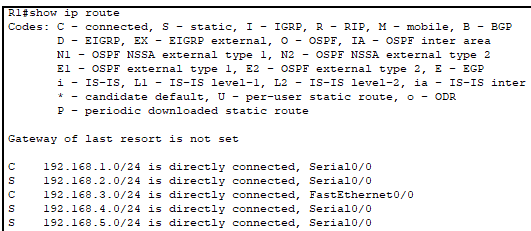 R1#show ip route
Codes: C - connected, S - static, I - IGRP, R - RIP, M - mobile, B - BGP
       D - EIGRP, EX - EIGRP external, O - OSPF, IA - OSPF inter area
       N1 - OSPF NSSA external type 1, N2 - OSPF NSSA external type 2
       E1 - OSPF external type 1, E2 - OSPF external type 2, E - EGP
       i - IS-IS, L1 - IS-IS level-1, L2 - IS-IS level-2, ia - IS-IS inter
       * - candidate default, U - per-user static route, o - ODR
       P - periodic downloaded static route
Gateway of last resort is not set
C    192.168.1.0/24 is directly connected, Serial0/0
S    192.168.2.0/24 is directly connected, Serial0/0
C    192.168.3.0/24 is directly connected, FastEthernet0/0
S    192.168.4.0/24 is directly connected, Serial0/0
S    192.168.5.0/24 is directly connected, Serial0/0